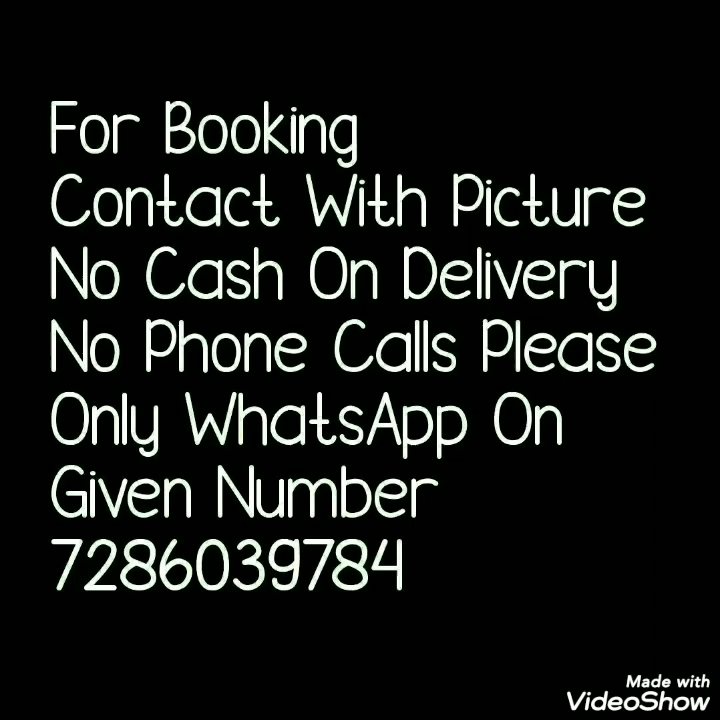 For Booking
Contact With Picture
No Cash On Delivery
No Phone Calls Please
Only WhatsApp On
Given Number
7286039784
Made with
VideoShow